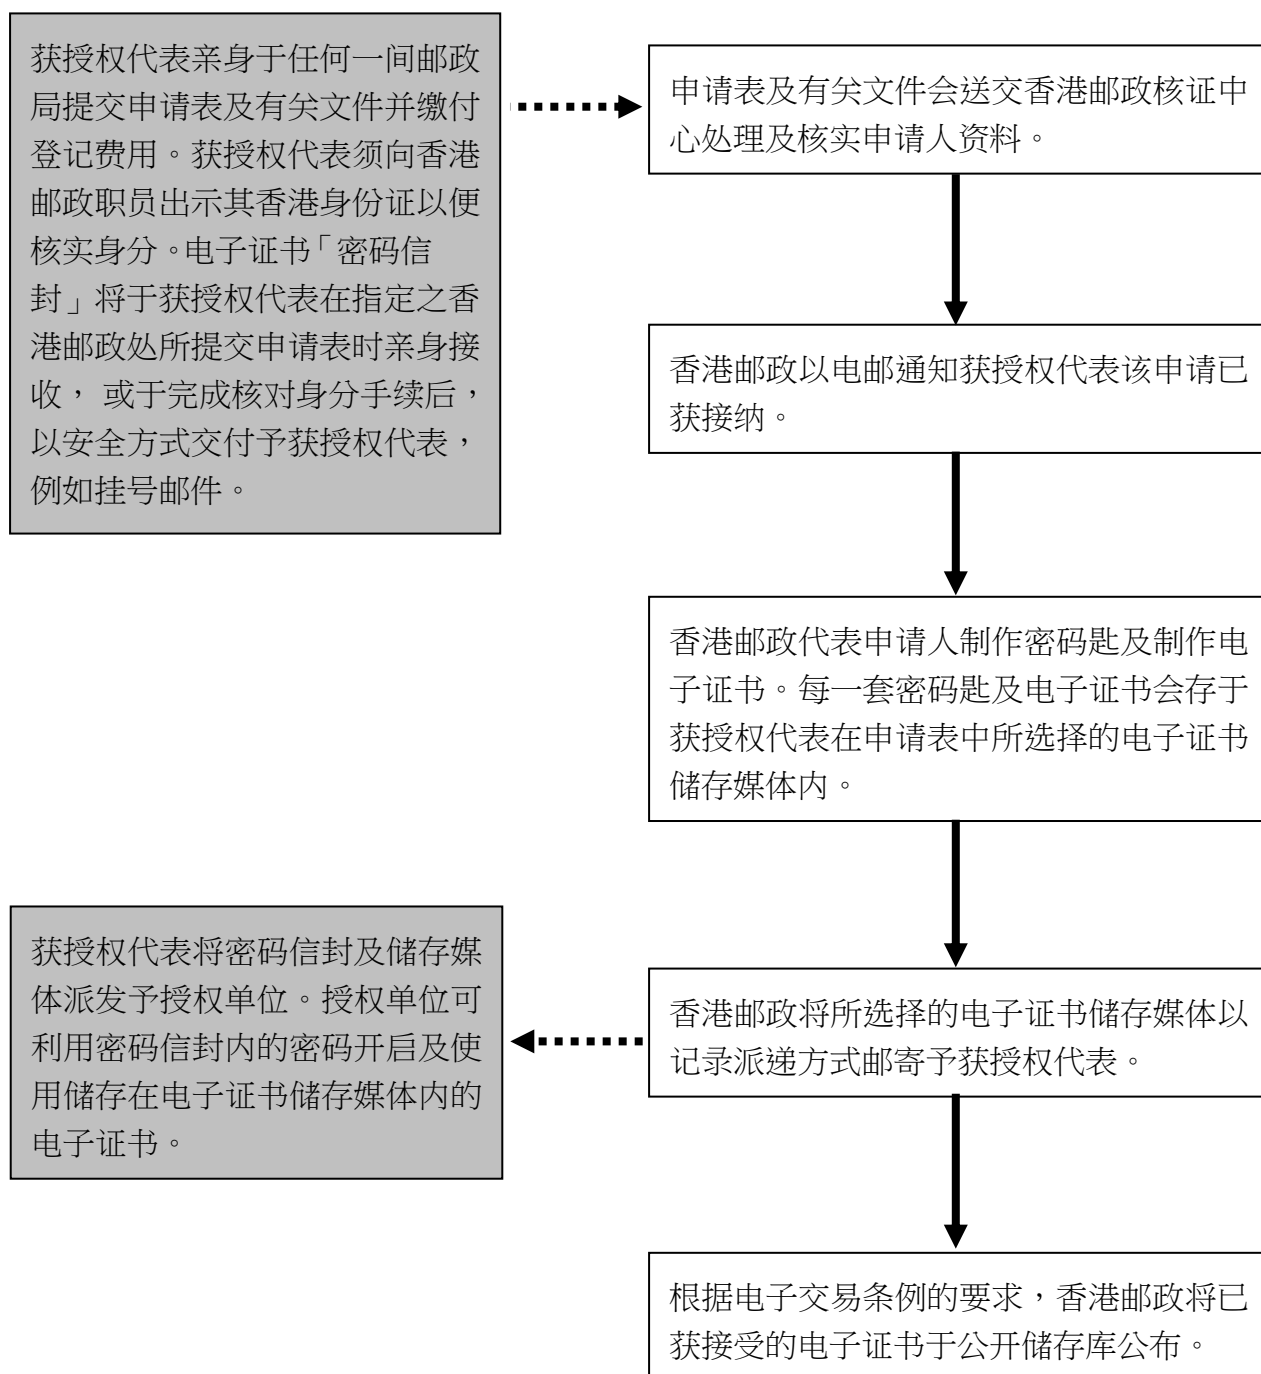 获授权代表亲身于任何一间邮政
局提交申请表及有关文件并缴付
登记费用。获授权代表须向香港
邮政职员出示其香港身份证以便
核实身分。电子证书「密码信
封」将于获授权代表在指定之香
港邮政处所提交申请表时亲身接
收， 或于完成核对身分手续后，
以安全方式交付予获授权代表，
例如挂号邮件。
申请表及有关文件会送交香港邮政核证中
心处理及核实申请人资料。
香港邮政以电邮通知获授权代表该申请已
获接纳。
香港邮政代表申请人制作密码匙及制作电
子证书。每一套密码匙及电子证书会存于
获授权代表在申请表中所选择的电子证书
储存媒体内。
香港邮政将所选择的电子证书储存媒体以
记录派递方式邮寄予获授权代表。
获授权代表将密码信封及储存媒
体派发予授权单位。授权单位可
利用密码信封内的密码开启及使
用储存在电子证书储存媒体内的
电子证书。
根据电子交易条例的要求，香港邮政将已
获接受的电子证书于公开储存库公布。